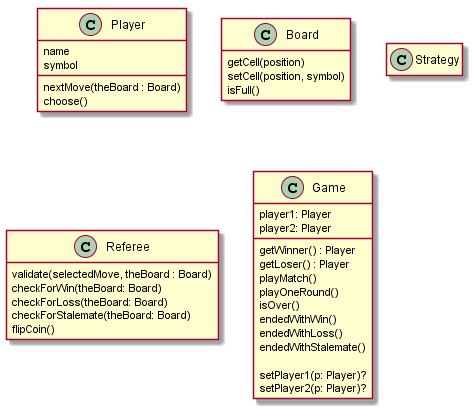 C Player
name
symbol
nextMove(theBoard : Board)
choose()
C Board
getCell(position)
setCell(position, symbol)
isFull()
C Strategy
C Referee
validate(selectedMove, theBoard : Board)
checkForWin(theBoard: Board)
checkForLoss(theBoard: Board)
checkForStalemate(theBoard: Board)
flipCoin()
C Game
player1: Player
player2: Player
getWinner() : Player
getLoser() : Player
playMatch()
playOneRound()
isOver()
endedWithWin()
endedWithLoss()
endedWithStalemate()
setPlayer1(p: Player)?
setPlayer2(p: Player)?